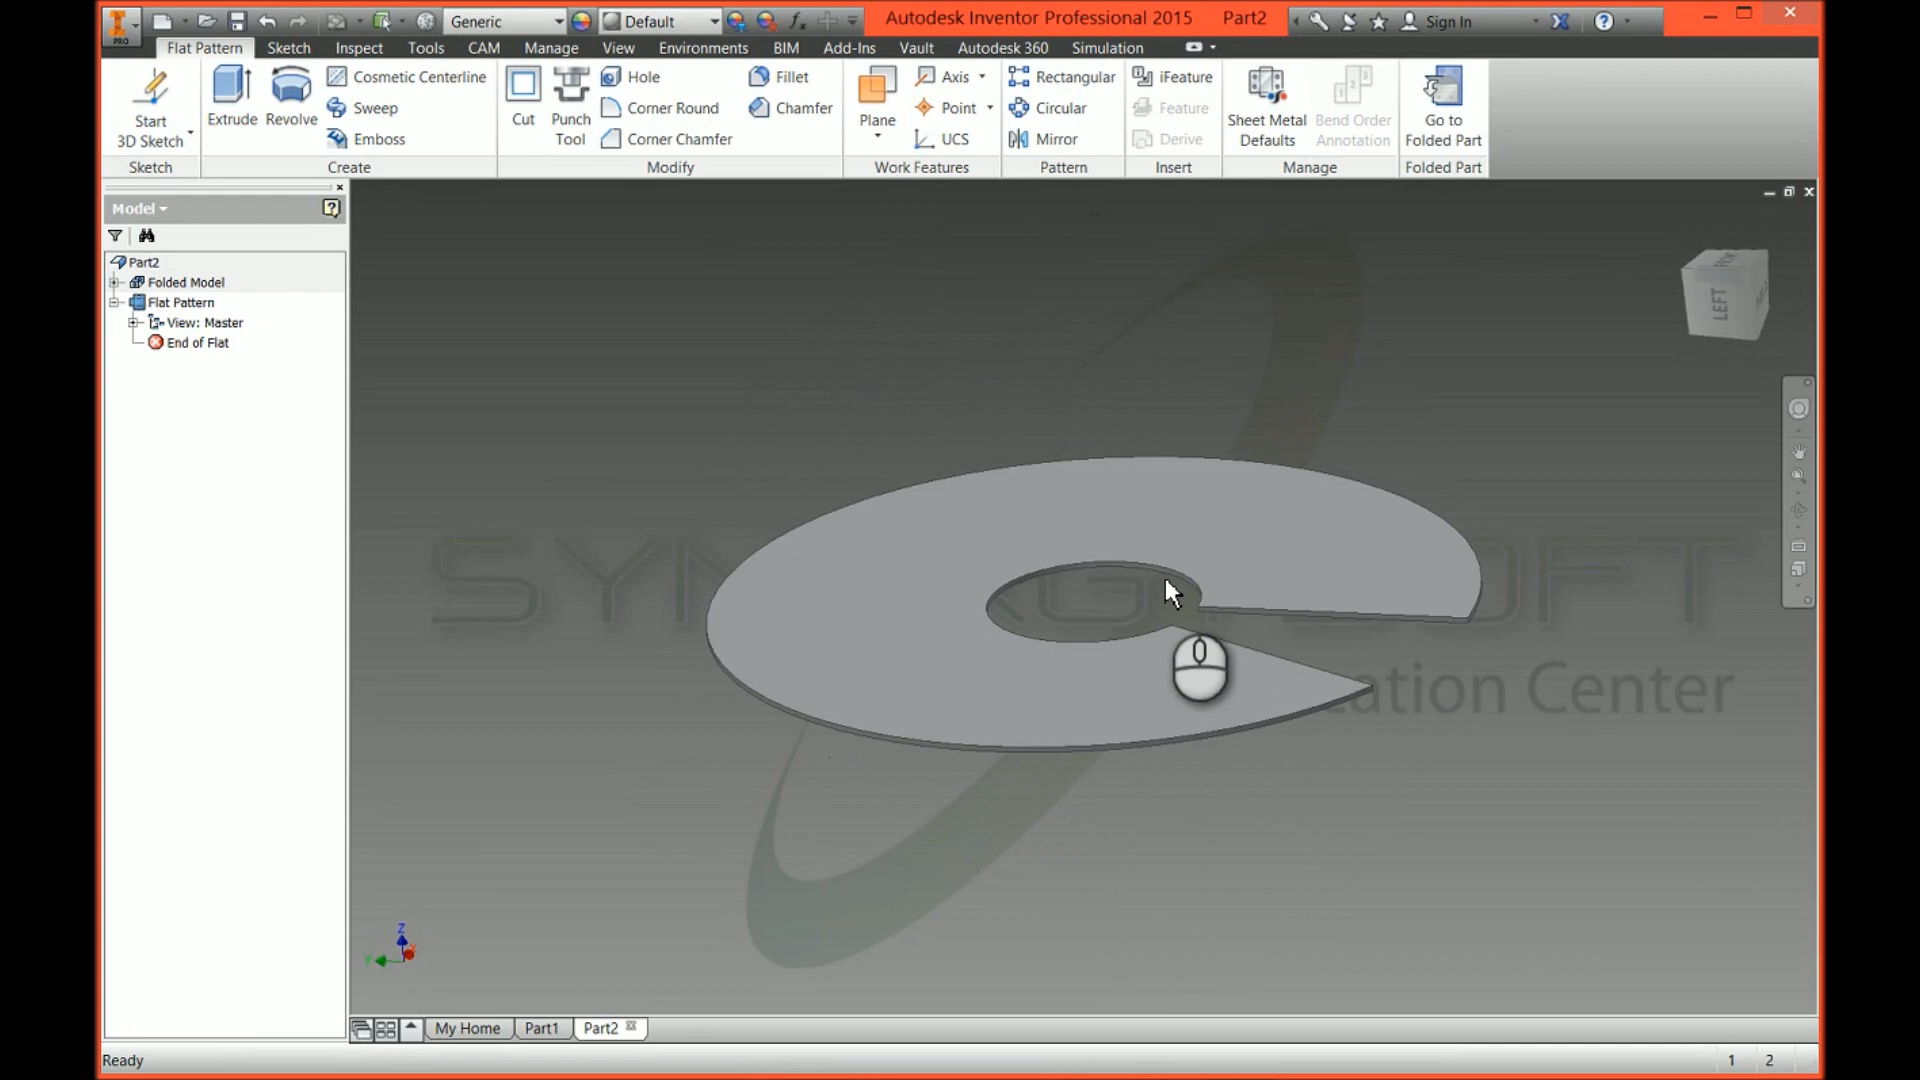 PRO
Generic
Default
Autodesk Inventor Professional 2015 Part2
Sign In
Flat Pattern Sketch Inspect Tools CAM Manage View Environments BIM Add-Ins Vault Autodesk 360 Simulation
Start
3D Sketch
Extrude
Revolve
Cosmetic Centerline
Sweep
Emboss
Cut
Punch
Tool
Hole
Corner Round
Corner Chamfer
Fillet
Chamfer
Plane
Axis
Point
UCS
Rectangular
Circular
Mirror
iFeature
Feature
Derive
Sheet Metal
Defaults
Bend Order
Annotation
Go to
Folded Part
Sketch Create Modify Work Features Pattern Insert Manage Folded Part
Model
Part2
Folded Model
Flat Pattern
View: Master
End of Flat
LEFT
Z
Y
My Home Part1 Part2
Ready
1 2